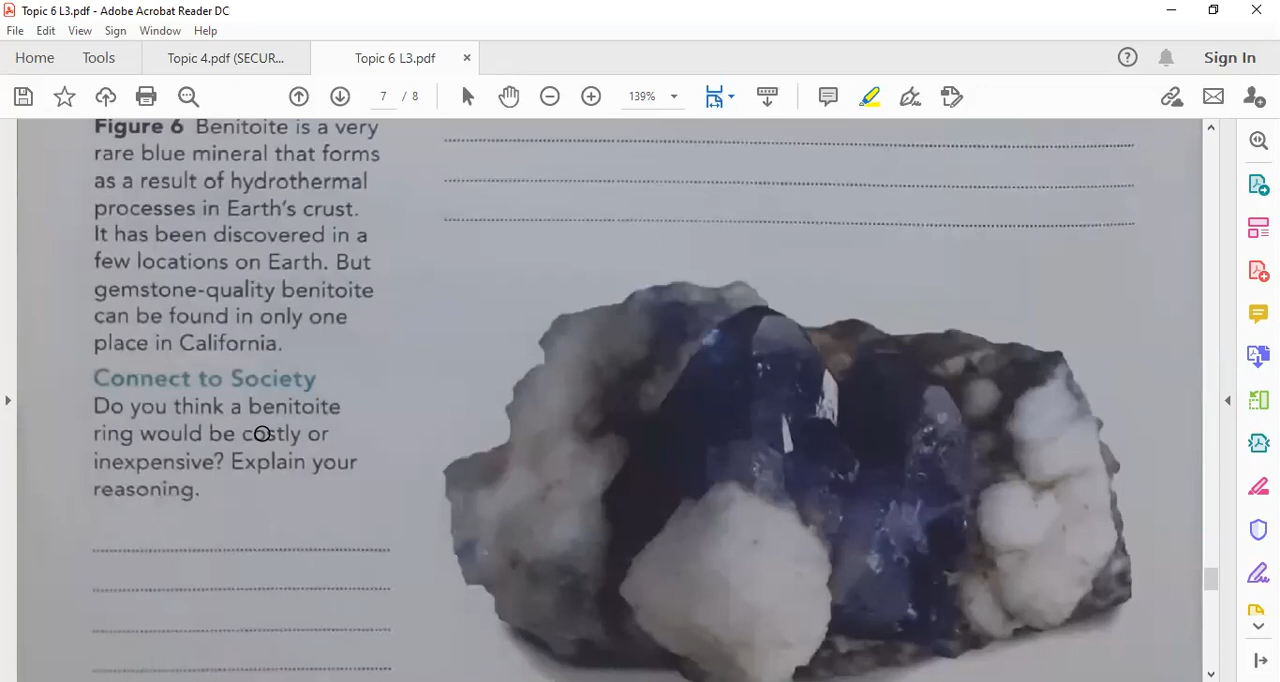 Topic 6 L3.pdf - Adobe Acrobat Reader DC
File Edit View Sign Window Help
Home Tools Topic 4.pdf (SECUR... Topic 6 L3.pdf × Sign In
7 / 8 139%
Figure 6 Benitoite is a very
rare blue mineral that forms
as a result of hydrothermal
processes in Earth's crust.
It has been discovered in a
few locations on Earth. But
gemstone-quality benitoite
can be found in only one
place in California.
Connect to Society
Do you think a benitoite
ring would be costly or
inexpensive? Explain your
reasoning.